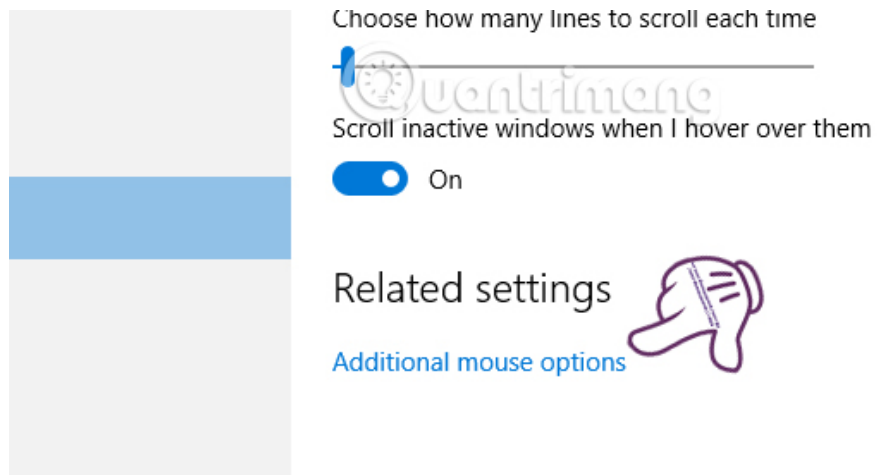 Choose how many lines to scroll each time
Quantrimang
Scroll inactive windows when I hover over them
On
Related settings
Additional mouse options